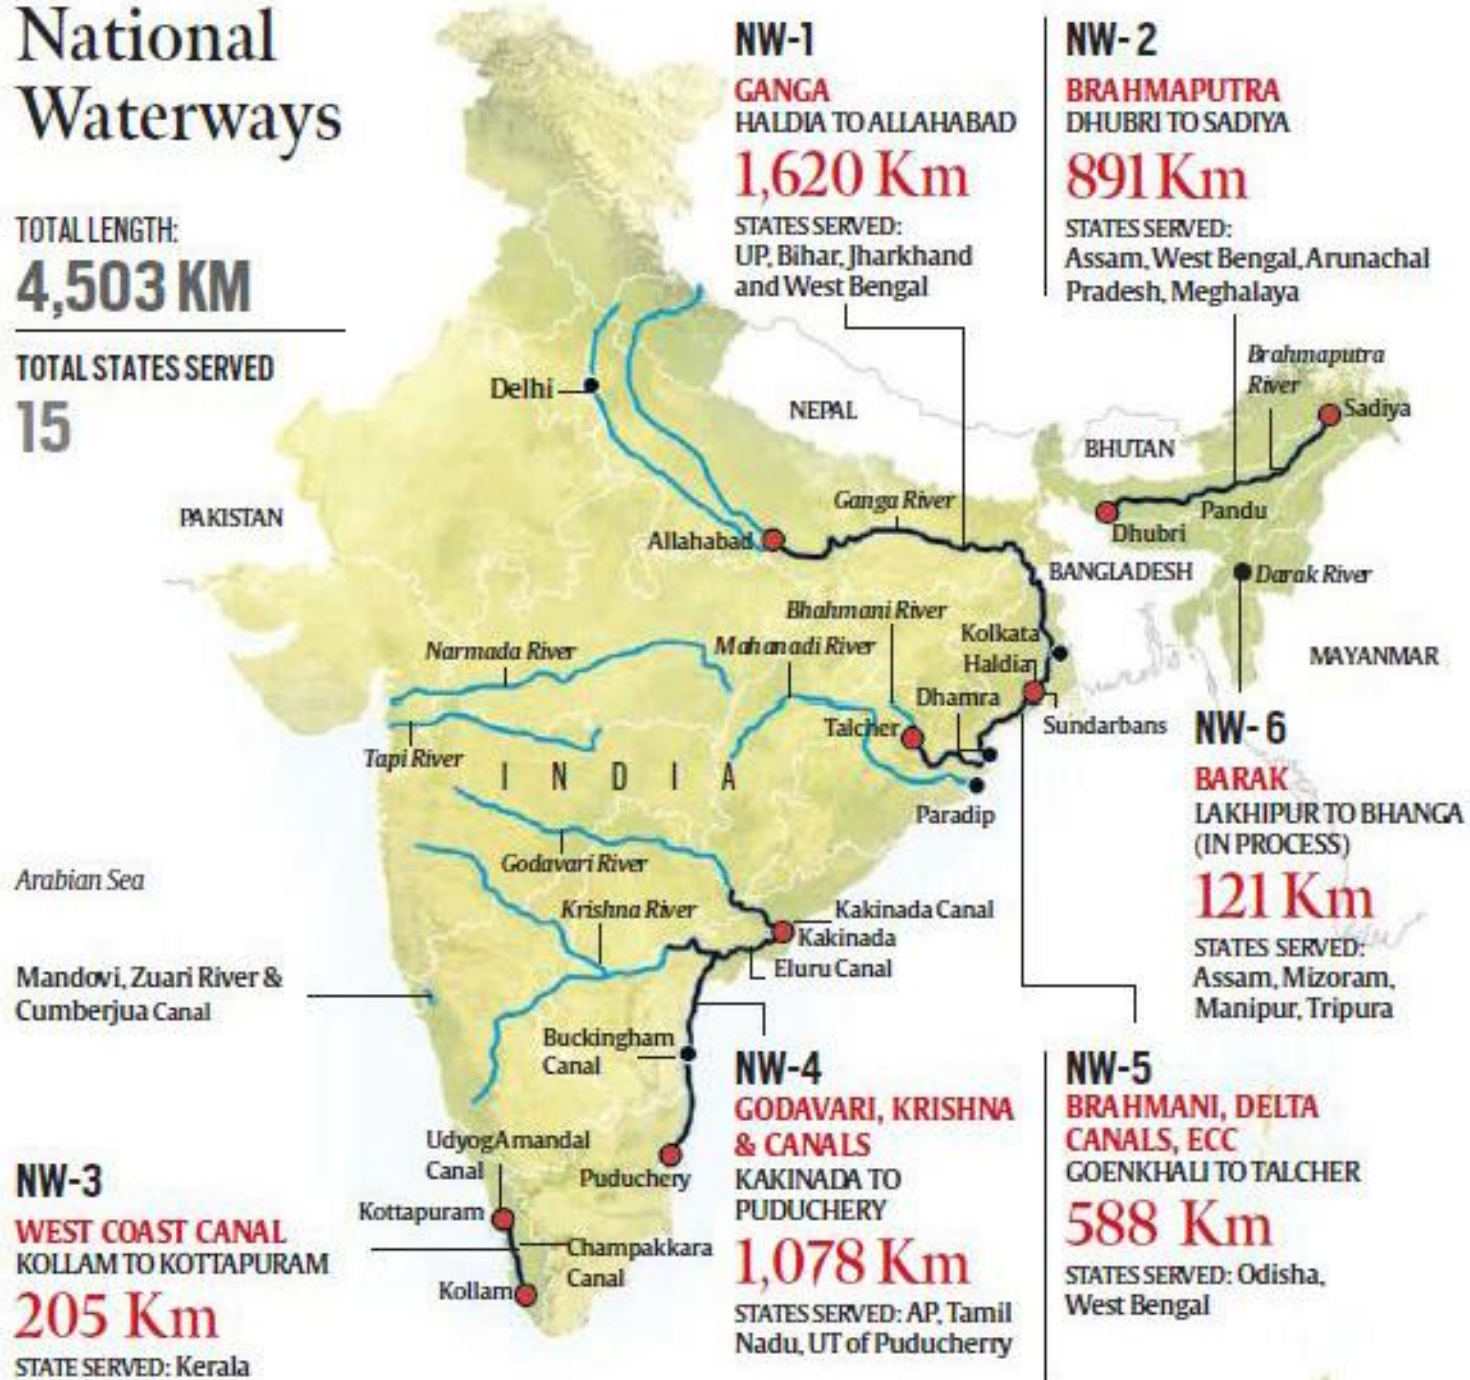 National
Waterways
TOTAL LENGTH:
4,503 KM
TOTAL STATES SERVED
15
NW-1
GANGA
HALDIA TO ALLAHABAD
1,620 Km
STATES SERVED:
UP, Bihar, Jharkhand
and West Bengal
NW- 2
BRAHMAPUTRA
DHUBRI TO SADIYA
891 Km
STATES SERVED:
Assam, West Bengal, Arunachal
Pradesh, Meghalaya
Brahmaputra
River
Sadiya
Delhi
NEPAL
BHUTAN
PAKISTAN
Ganga River
Pandu
Dhubri
Allahabad
BANGLADESH
Darak River
Bhahmani River
Kolkata
Narmada River
Mahanadi River
Haldia
MAYANMAR
Dhamra
Talcher
Sundarbans
Tapi River
INDIA
Paradip
NW- 6
BARAK
LAKHIPUR TO BHANGA
(IN PROCESS)
121 Km
STATES SERVED:
Assam, Mizoram,
Manipur, Tripura
Godavari River
Arabian Sea
Krishna River
Kakinada Canal
Kakinada
Eluru Canal
Mandovi, Zuari River &
Cumberjua Canal
Buckingham
Canal
NW-4
GODAVARI, KRISHNA
& CANALS
KAKINADA TO
PUDUCHERY
1,078 Km
STATES SERVED: AP, Tamil
Nadu, UT of Puducherry
NW-5
BRAHMANI, DELTA
CANALS, ECC
GOENKHALI TO TALCHER
588 Km
STATES SERVED: Odisha,
West Bengal
UdyogAmandal
Canal
Puduchery
Kottapuram
Champakkara
Canal
Kollam
NW-3
WEST COAST CANAL
KOLLAM TO KOTTAPURAM
205 Km
STATE SERVED: Kerala